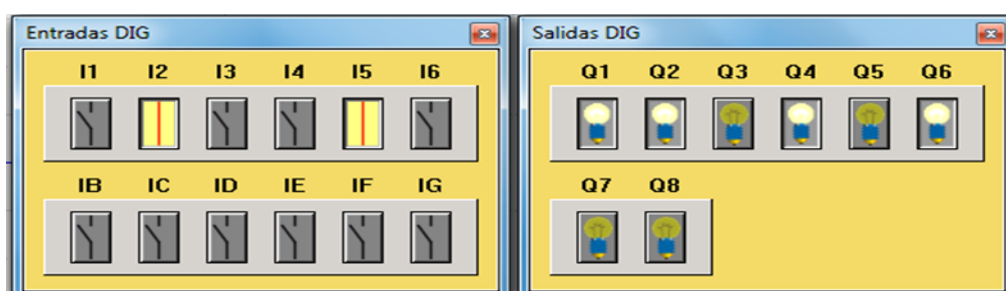 Entradas DIG
I1 I2 I3 I4 I5 I6
IB IC ID IE IF IG
Salidas DIG
Q1 Q2 Q3 Q4 Q5 Q6
Q7 Q8